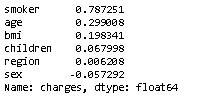 smoker      0.787251
age         0.299008
bmi         0.198341
children    0.067998
region      0.006208
sex        -0.057292
Name: charges, dtype: float64